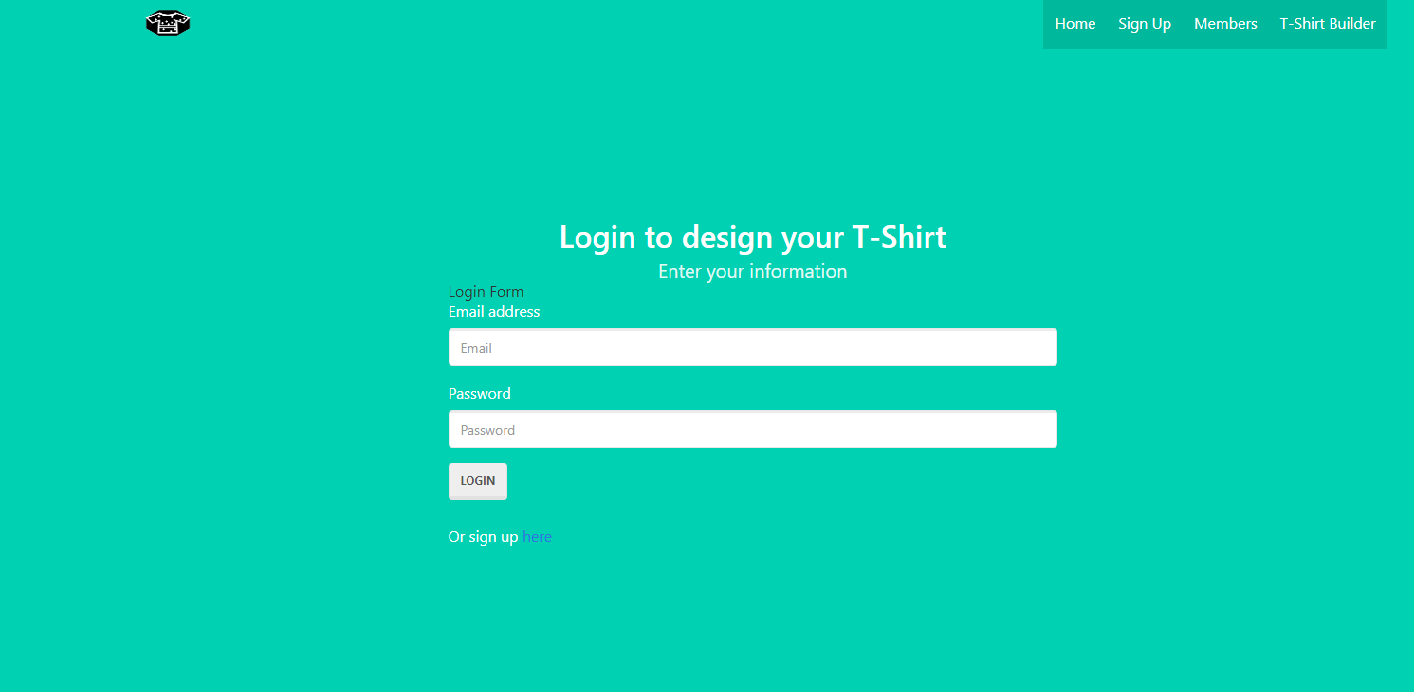 Home Sign Up Members T-Shirt Builder
Login to design your T-Shirt
Enter your information
Login Form
Email address
Email
Password
Password
LOGIN
Or sign up here